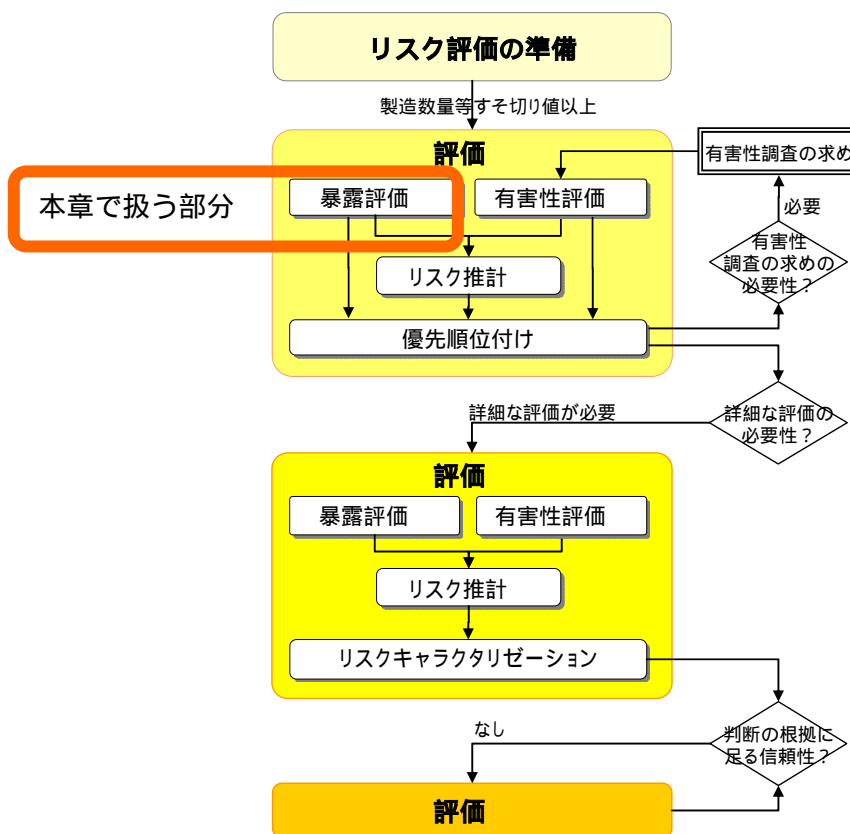 リスク評価の準備
製造数量等すそ切り値以上
評価
有害性調査の求め
本章で扱う部分
暴露評価
有害性評価
必要
有害性
調査の求めの
必要性？
リスク推計
優先順位付け
詳細な評価が必要
詳細な評価の
必要性？
評価
暴露評価
有害性評価
リスク推計
リスクキャラクタリゼーション
なし
判断の根拠に
足る信頼性？
評価